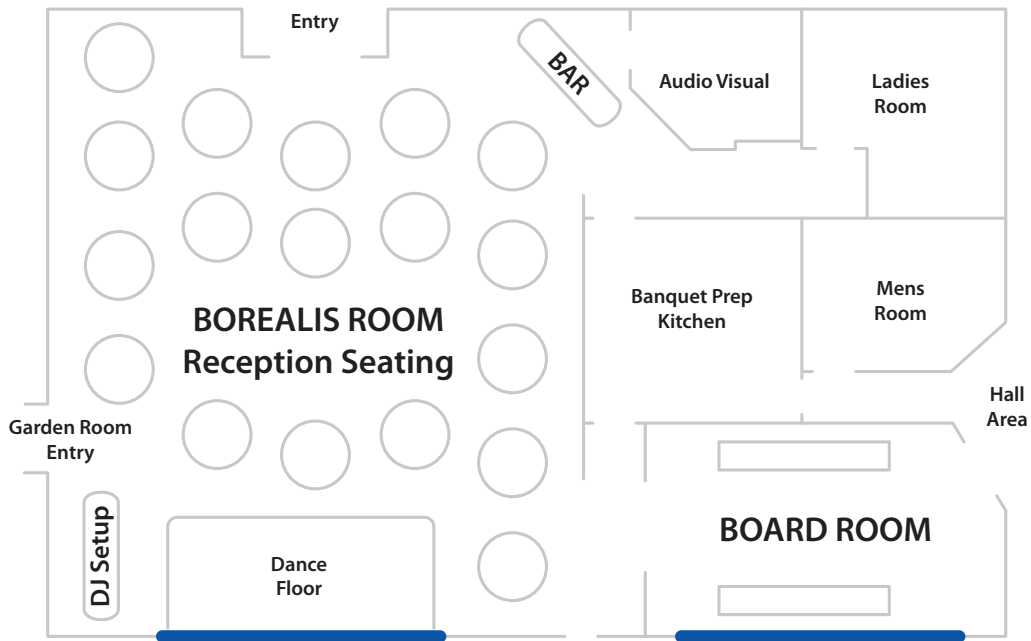 Entry
BAR
Audio Visual
Ladies
Room
BOREALIS ROOM
Reception Seating
Banquet Prep
Kitchen
Mens
Room
Hall
Area
Garden Room
Entry
DJ Setup
Dance
Floor
BOARD ROOM